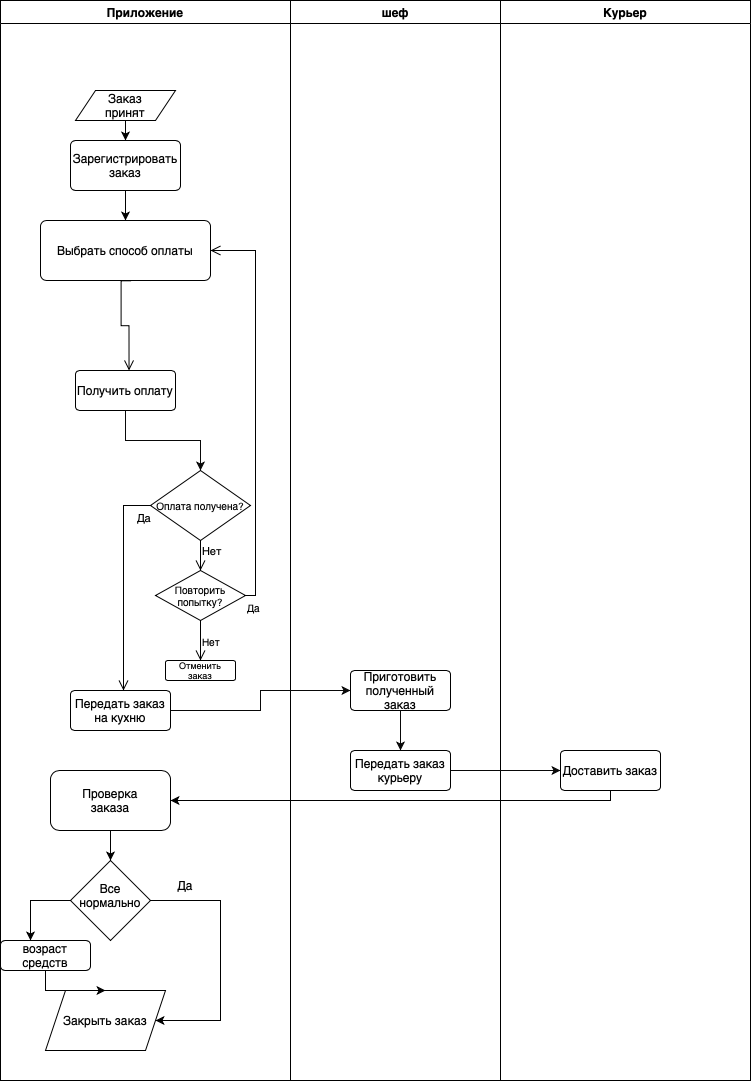 Приложение
шеф
Курьер
Заказ
принят
Зарегистрировать
заказ
Выбрать способ оплаты
Получить оплату
Оплата получена?
Да
Нет
Повторить
попытку?
Да
Нет
Отменить
заказ
Передать заказ
на кухню
Приготовить
полученный
заказ
Передать заказ
курьеру
Доставить заказ
Проверка
заказа
Все
нормально
Да
возраст
средств
Закрыть заказ